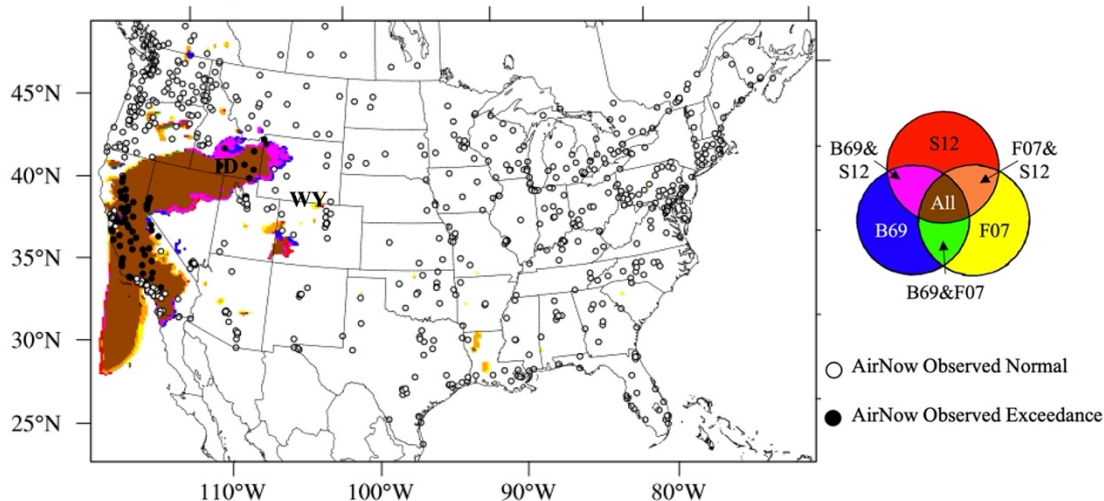 45°N
40°N
35°N
30°N
25°N
110°W
100°W
90°W
80°W
ID
WY
S12
B69&
S12
F07&
S12
All
B69
F07
B69&F07
AirNow Observed Normal
AirNow Observed Exceedance